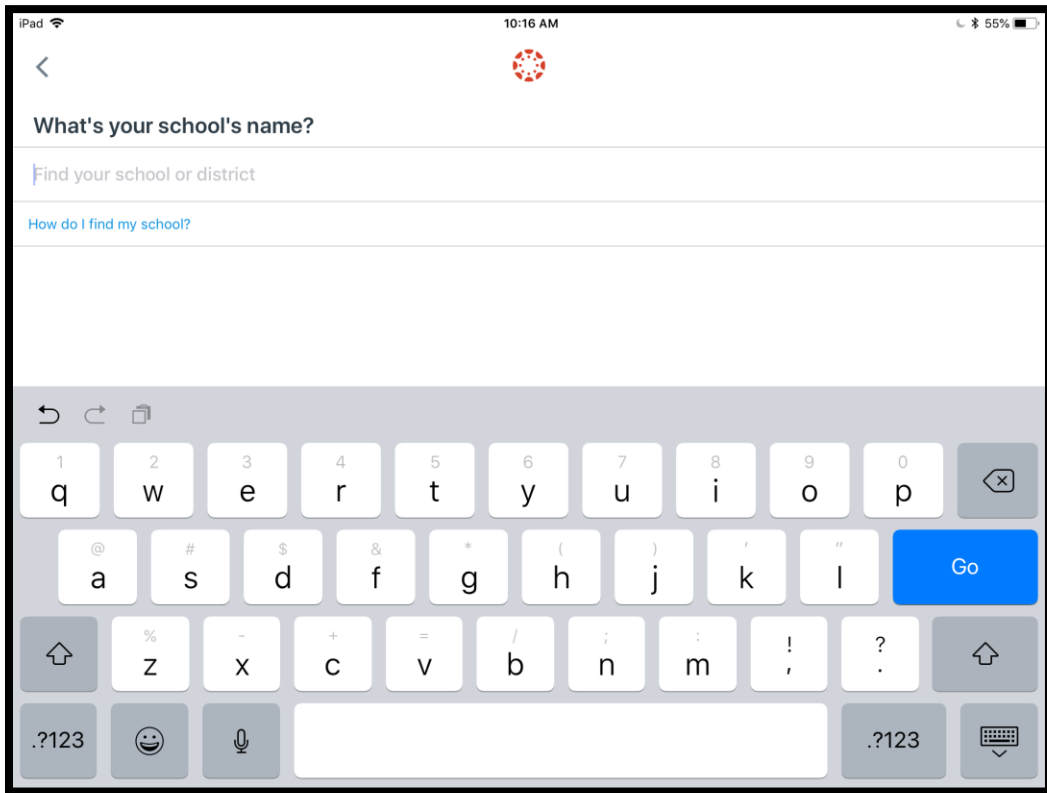 iPad 10:16 AM 55%
What's your school's name?
Find your school or district
How do I find my school?
1 2 3 4 5 6 7 8 9 0
q w e r t y u i o p
@ # $ & * ( ) ' "
a s d f g h j k l Go
% - + = / ; : ! ?
z x c v b n m , .
.?123 .?123